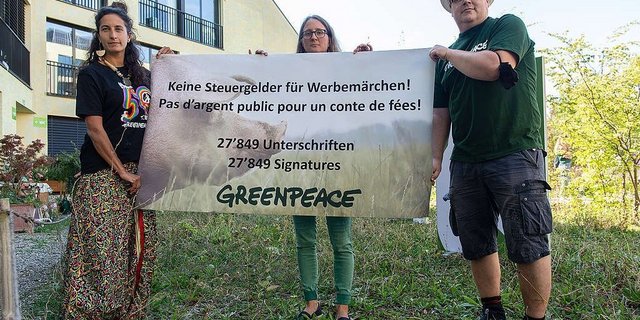 Keine Steuergelder für Werbemärchen!
Pas d'argent public pour un conte de fées!
27'849 Unterschriften
27'849 Signatures
GREENPEACE